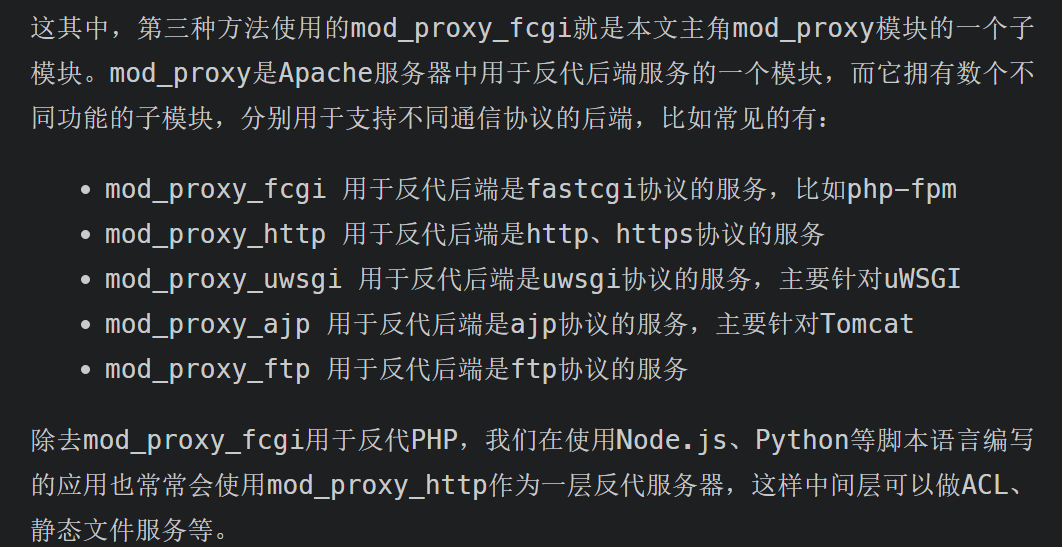 这其中，第三种方法使用的mod_proxy_fcgi就是本文主角mod_proxy模块的一个子
模块。mod_proxy是Apache服务器中用于反代后端服务的一个模块，而它拥有数个不
同功能的子模块，分别用于支持不同通信协议的后端，比如常见的有：
• mod_proxy_fcgi 用于反代后端是fastcgi协议的服务，比如php-fpm
• mod_proxy_http 用于反代后端是http、https协议的服务
• mod_proxy_uwsgi 用于反代后端是uwsgi协议的服务，主要针对uWSGI
• mod_proxy_ajp 用于反代后端是ajp协议的服务，主要针对Tomcat
• mod_proxy_ftp 用于反代后端是ftp协议的服务
除去mod_proxy_fcgi用于反代PHP，我们在使用Node.js、Python等脚本语言编写
的应用也常常会使用mod_proxy_http作为一层反代服务器，这样中间层可以做ACL、
静态文件服务等。